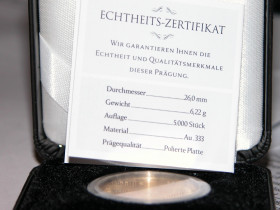 ECHTHEITS-ZERTIFIKAT
WIR GARANTIEREN IHNEN DIE
ECHTHEIT UND QUALITÄTSMERKMALE
DIESER PRÄGUNG.
Durchmesser 26,0 mm
Gewicht 6,22 g
Auflage 5.000 Stück
Material Au .333
Prägequalität Polierte Platte